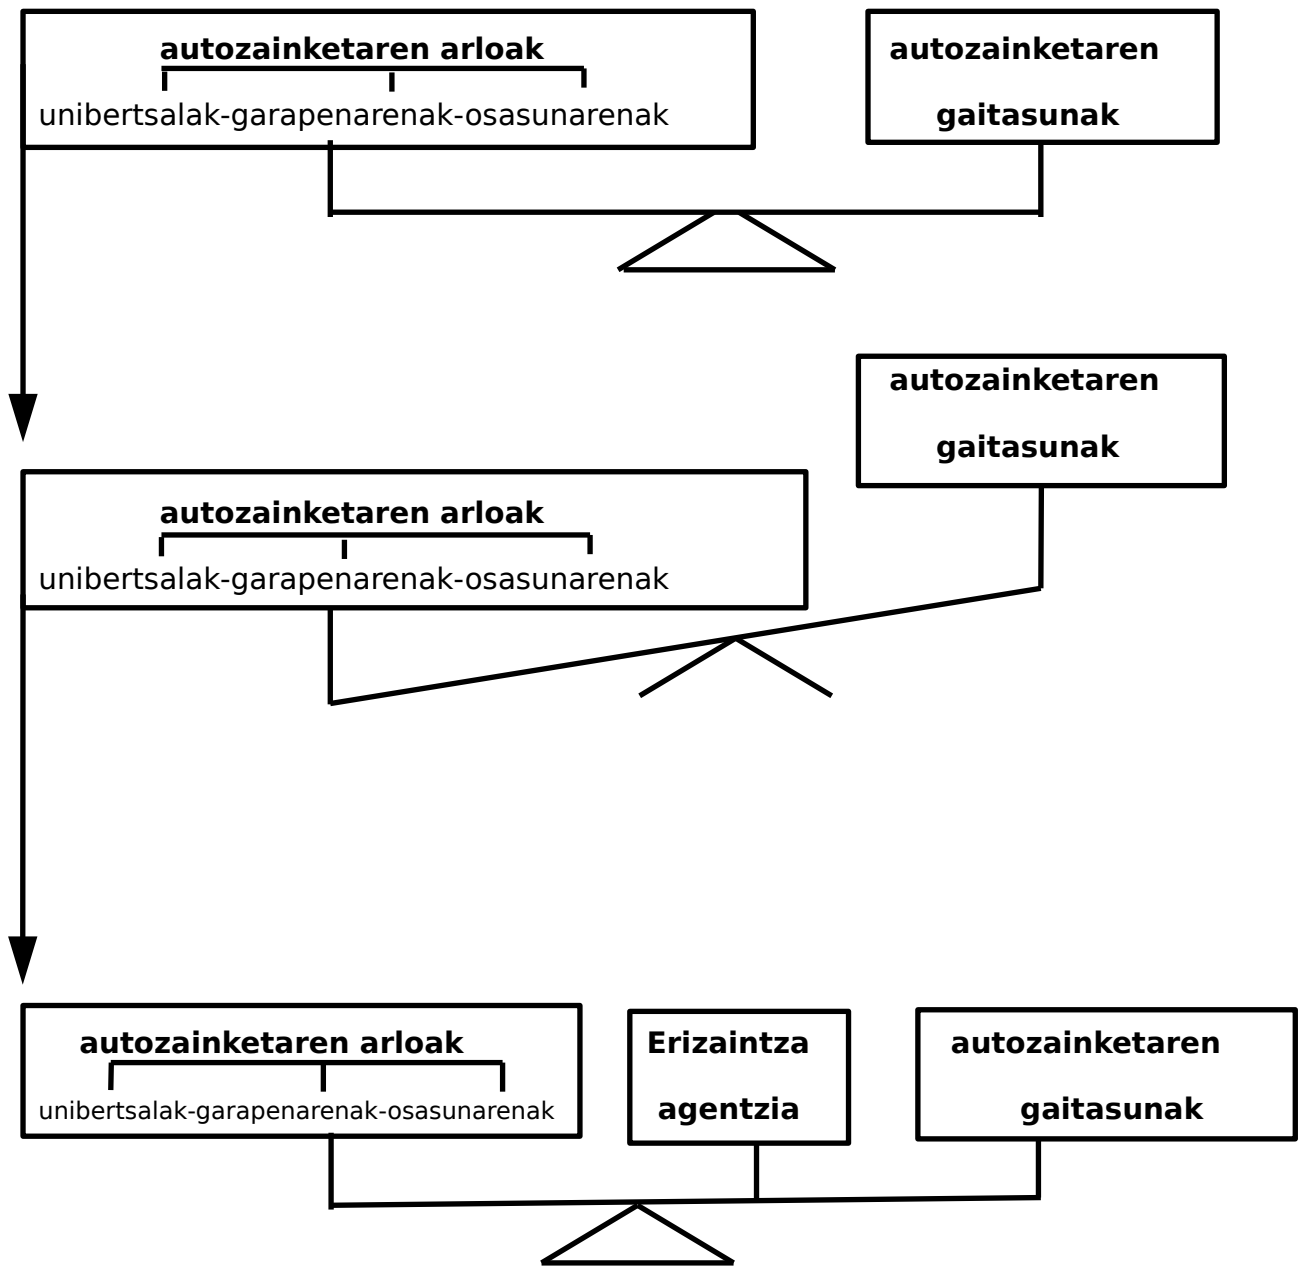 autozainketaren arloak
unibertsalak-garapenarenak-osasunarenak
autozainketaren
gaitasunak
autozainketaren
gaitasunak
autozainketaren arloak
unibertsalak-garapenarenak-osasunarenak
autozainketaren arloak
unibertsalak-garapenarenak-osasunarenak
Erizaintza
agentzia
autozainketaren
gaitasunak